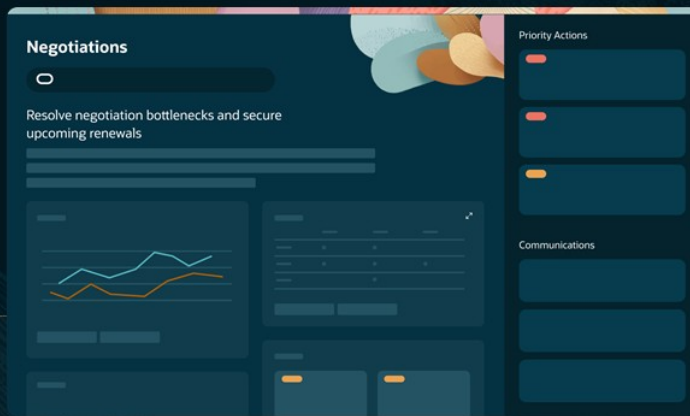 Negotiations
Resolve negotiation bottlenecks and secure
upcoming renewals
Priority Actions
Communications